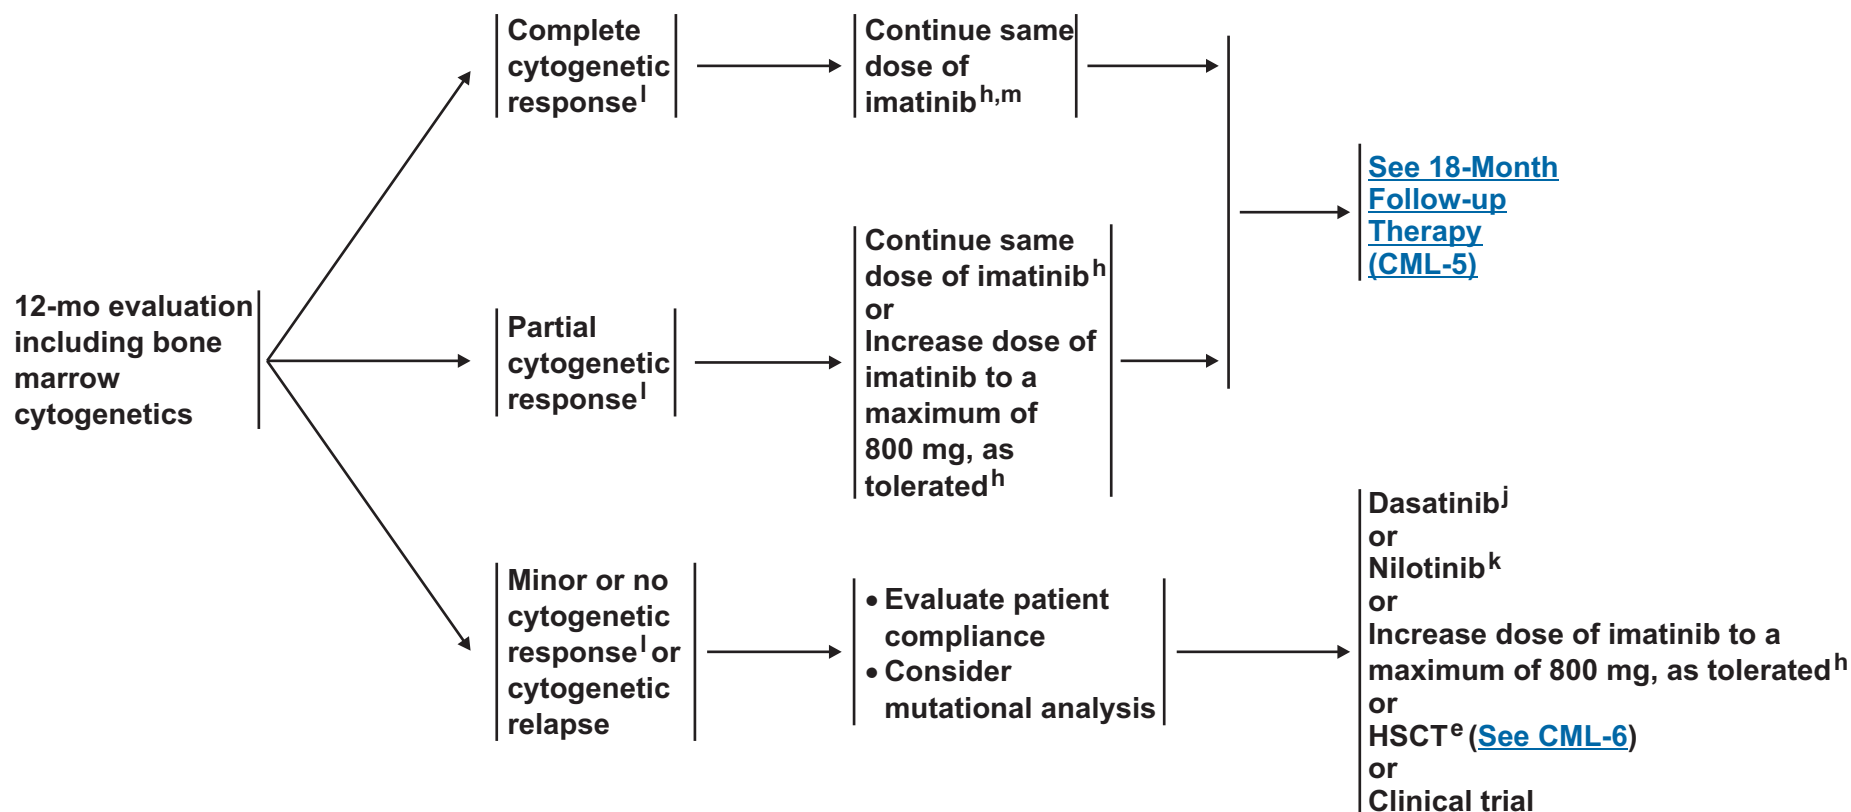 Complete
cytogenetic
responseˡ
Continue same
dose of
imatinibʰ,ᵐ
See 18-Month
Follow-up
Therapy
(CML-5)
12-mo evaluation
including bone
marrow
cytogenetics
Partial
cytogenetic
responseˡ
Continue same
dose of imatinibʰ
or
Increase dose of
imatinib to a
maximum of
800 mg, as
toleratedʰ
Minor or no
cytogenetic
responseˡ or
cytogenetic
relapse
• Evaluate patient
compliance
• Consider
mutational analysis
Dasatinibʲ
or
Nilotinibᵏ
or
Increase dose of imatinib to a
maximum of 800 mg, as toleratedʰ
or
HSCTᵉ (See CML-6)
or
Clinical trial